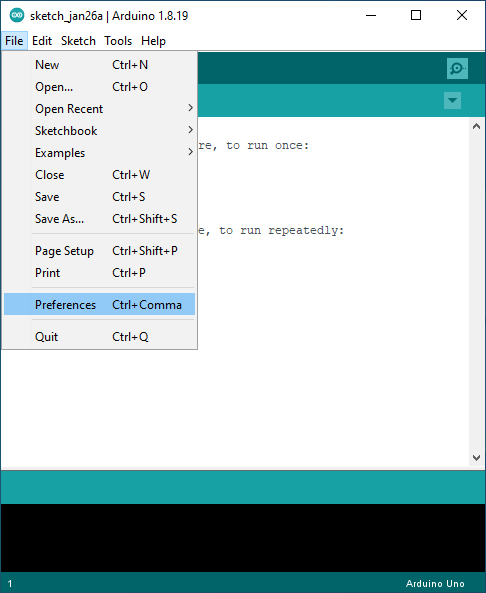 sketch_jan26a | Arduino 1.8.19
File Edit Sketch Tools Help
New Ctrl+N
Open... Ctrl+O
Open Recent
Sketchbook
Examples
Close Ctrl+W
Save Ctrl+S
Save As... Ctrl+Shift+S
Page Setup Ctrl+Shift+P
Print Ctrl+P
Preferences Ctrl+Comma
Quit Ctrl+Q
re, to run once:
e, to run repeatedly:
1 Arduino Uno